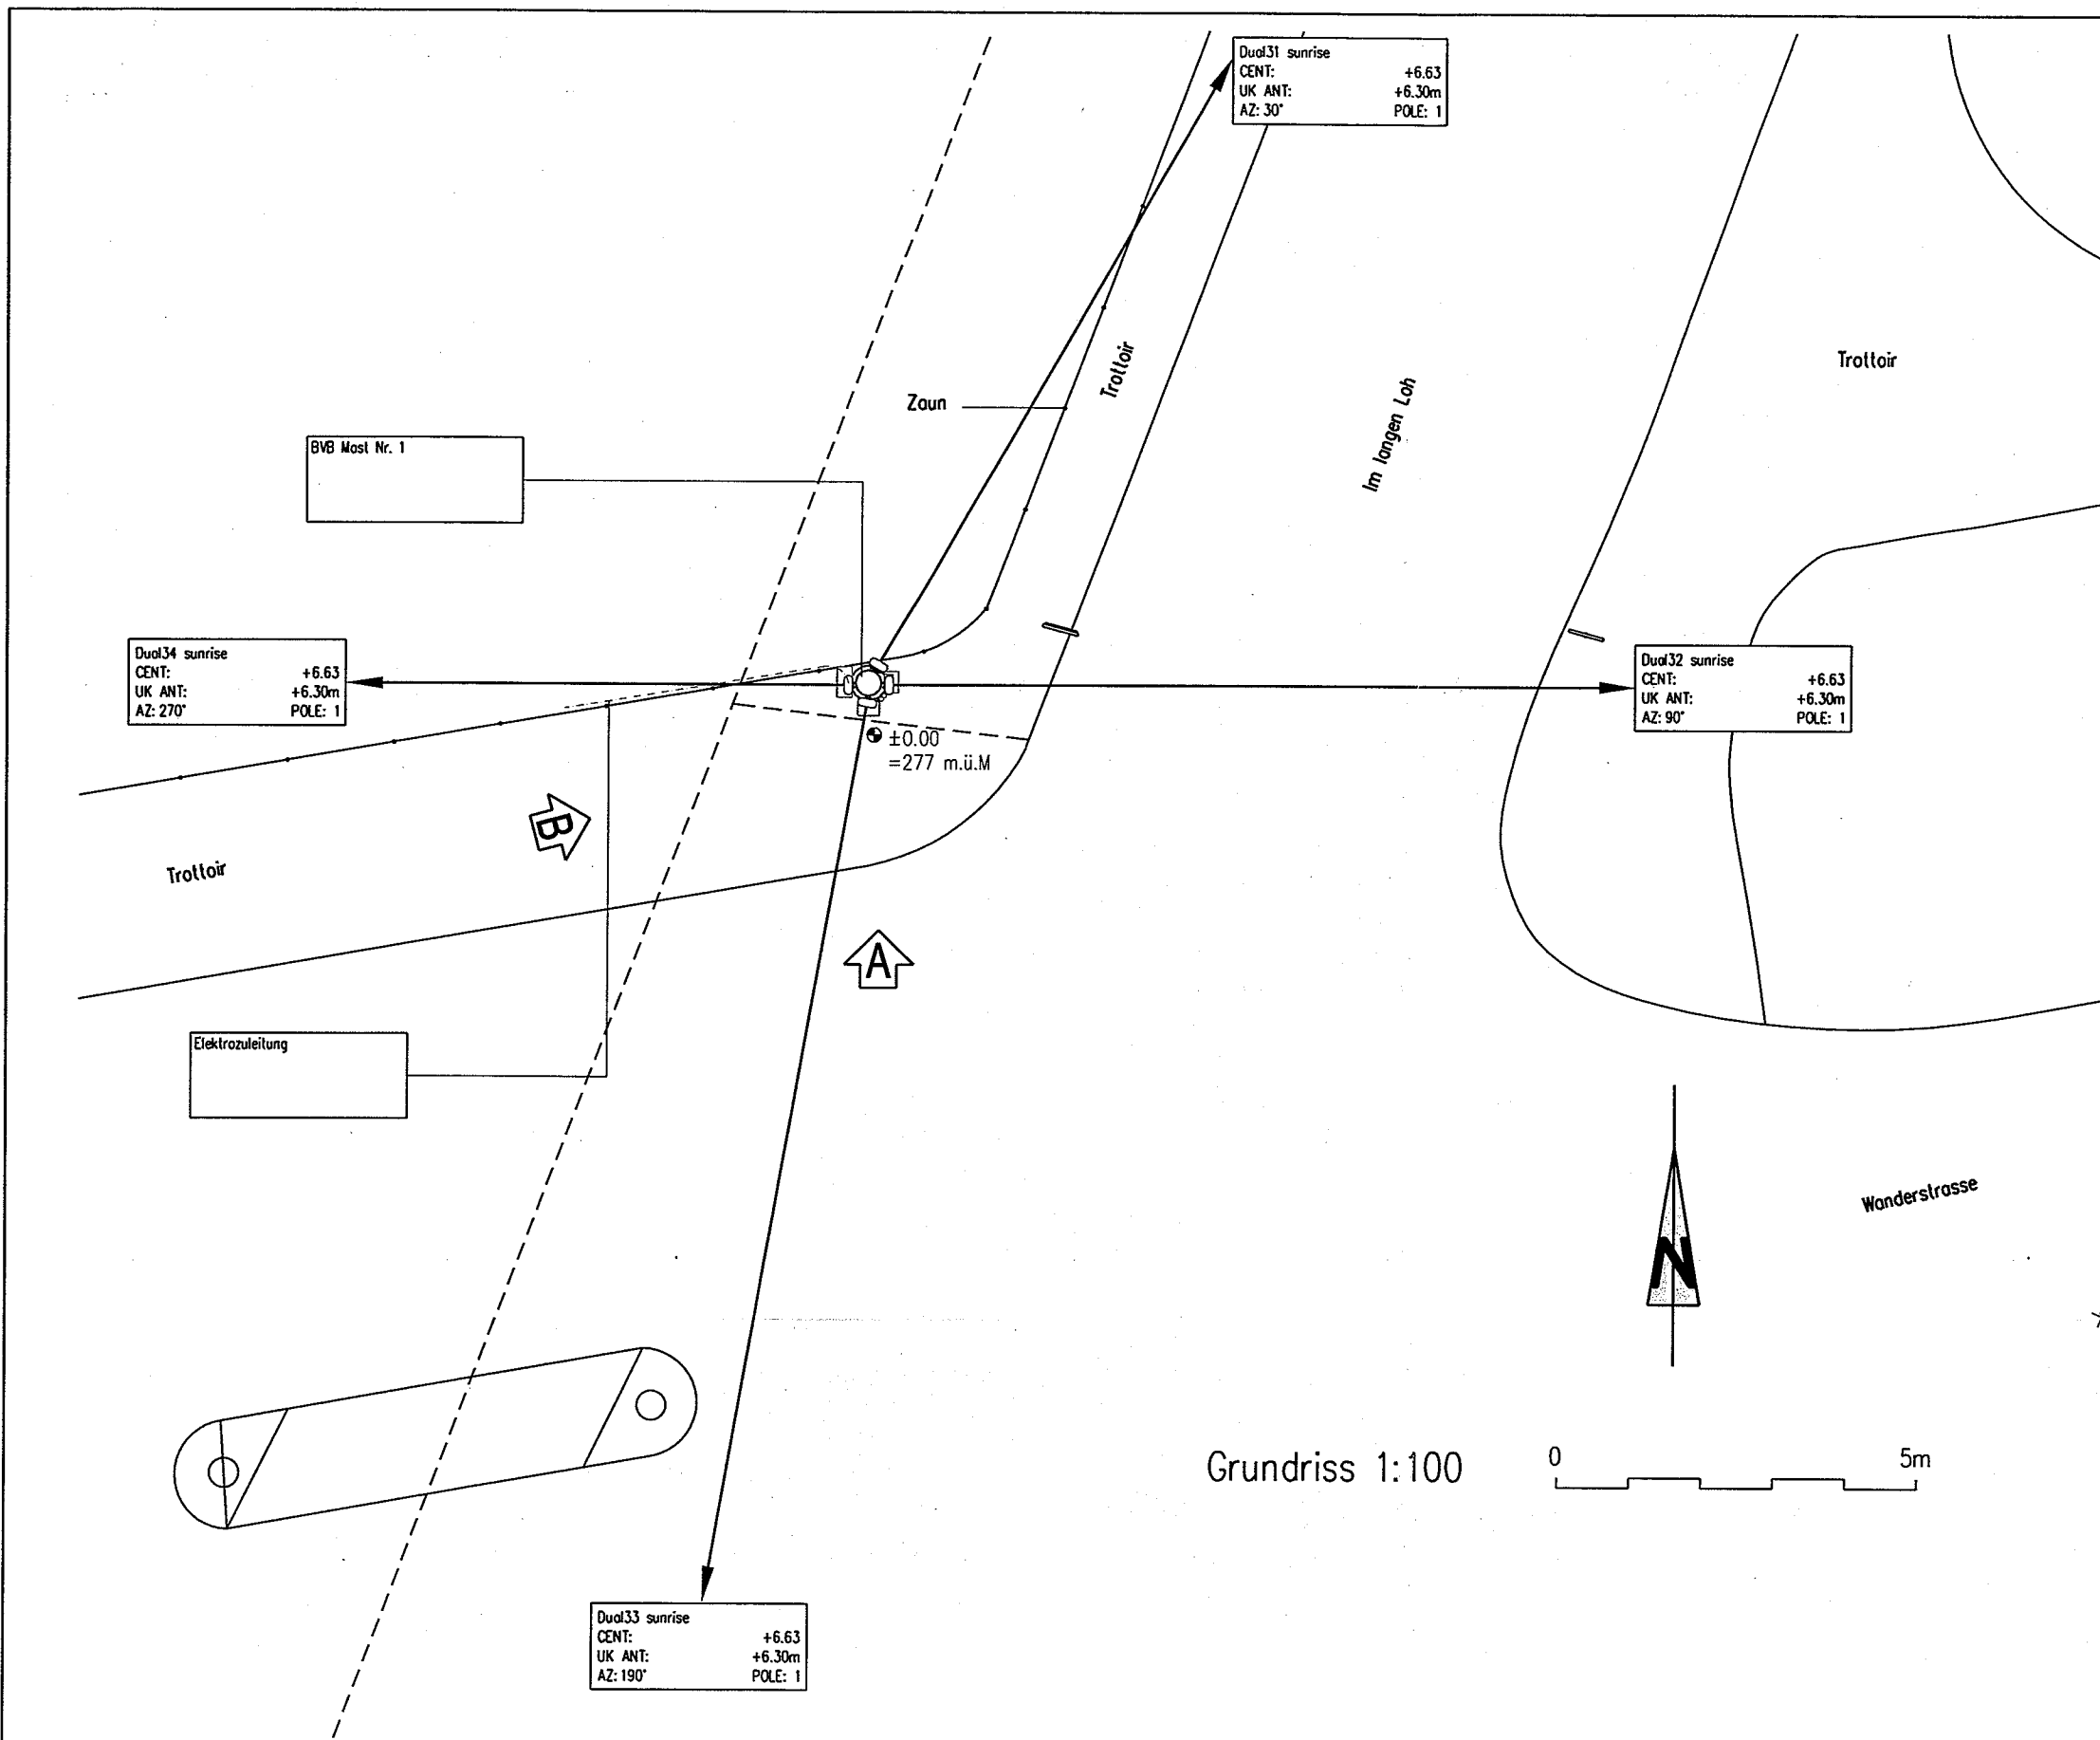 Dual31 sunrise
CENT: +6.63
UK ANT: +6.30m
AZ: 30° POLE: 1
Trottoir
Zaun
Trottoir
Im langen Loh
BVB Mast Nr. 1
Dual34 sunrise
CENT: +6.63
UK ANT: +6.30m
AZ: 270° POLE: 1
Dual32 sunrise
CENT: +6.63
UK ANT: +6.30m
AZ: 90° POLE: 1
±0.00
=277 m.ü.M
B
Trottoir
A
Elektrozuleitung
Wanderstrasse
N
Grundriss 1:100
0 5m
Dual33 sunrise
CENT: +6.63
UK ANT: +6.30m
AZ: 190° POLE: 1